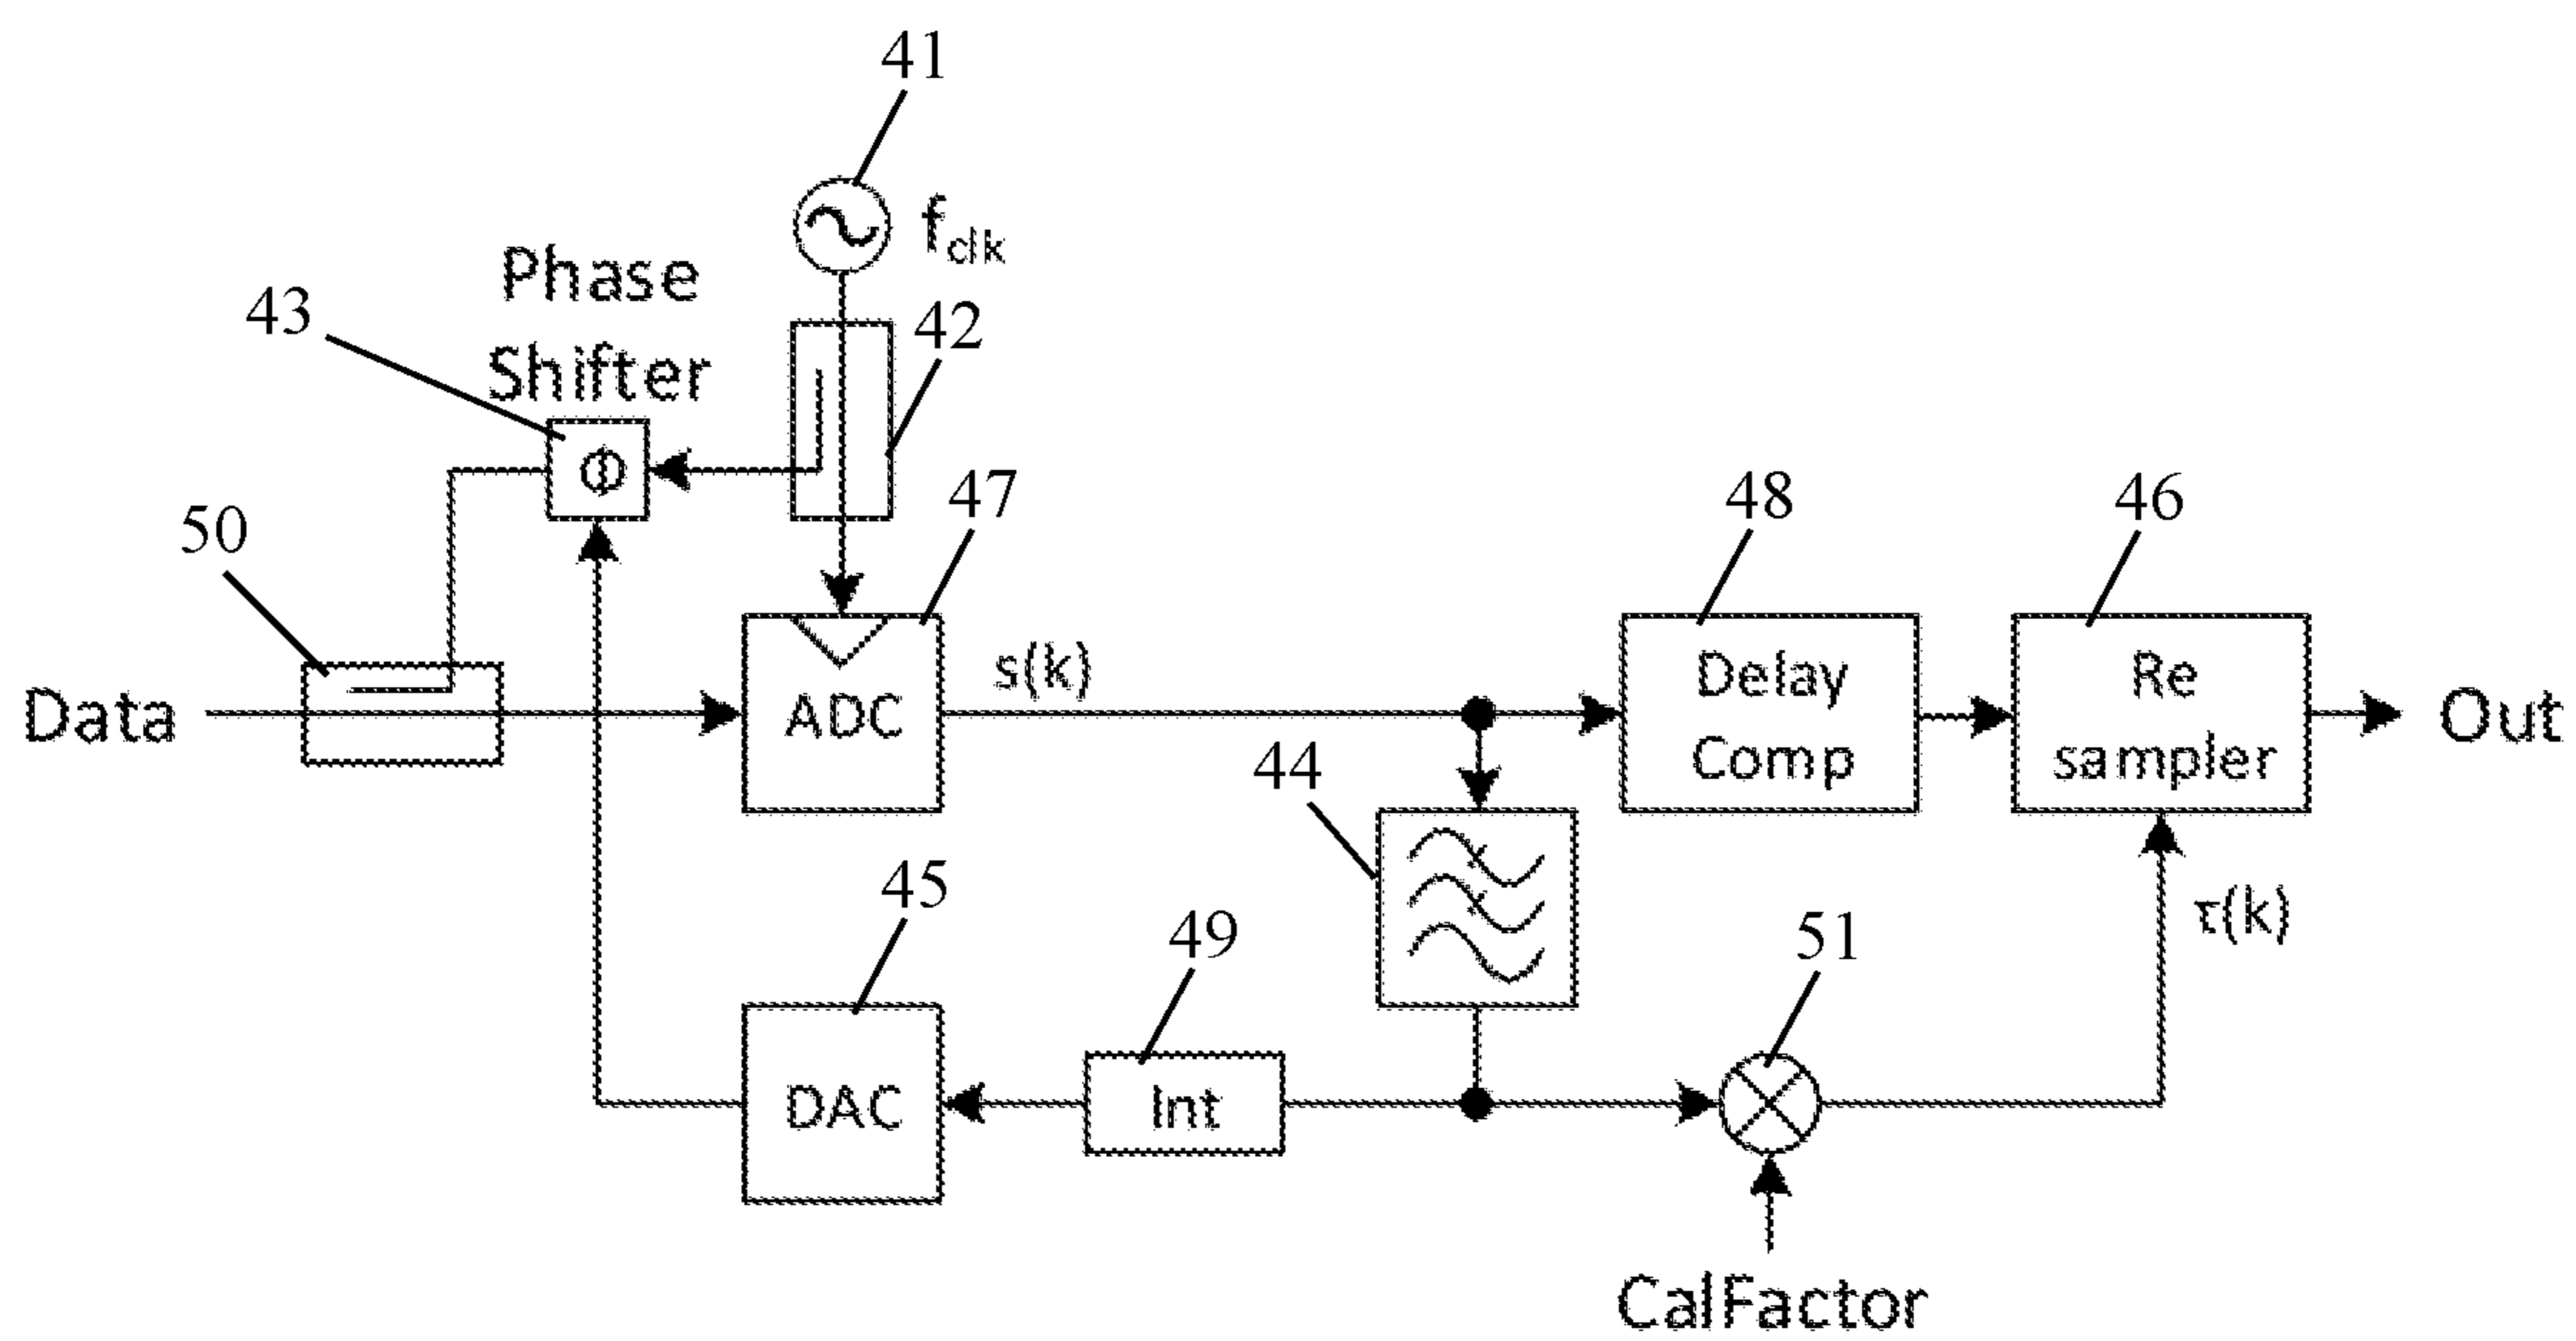 41
f_clk
Phase
Shifter
43
42
Φ
47
48
46
50
Data
ADC
s(k)
Delay
Comp
Re
sampler
Out
44
45
49
51
τ(k)
DAC
Int
CalFactor